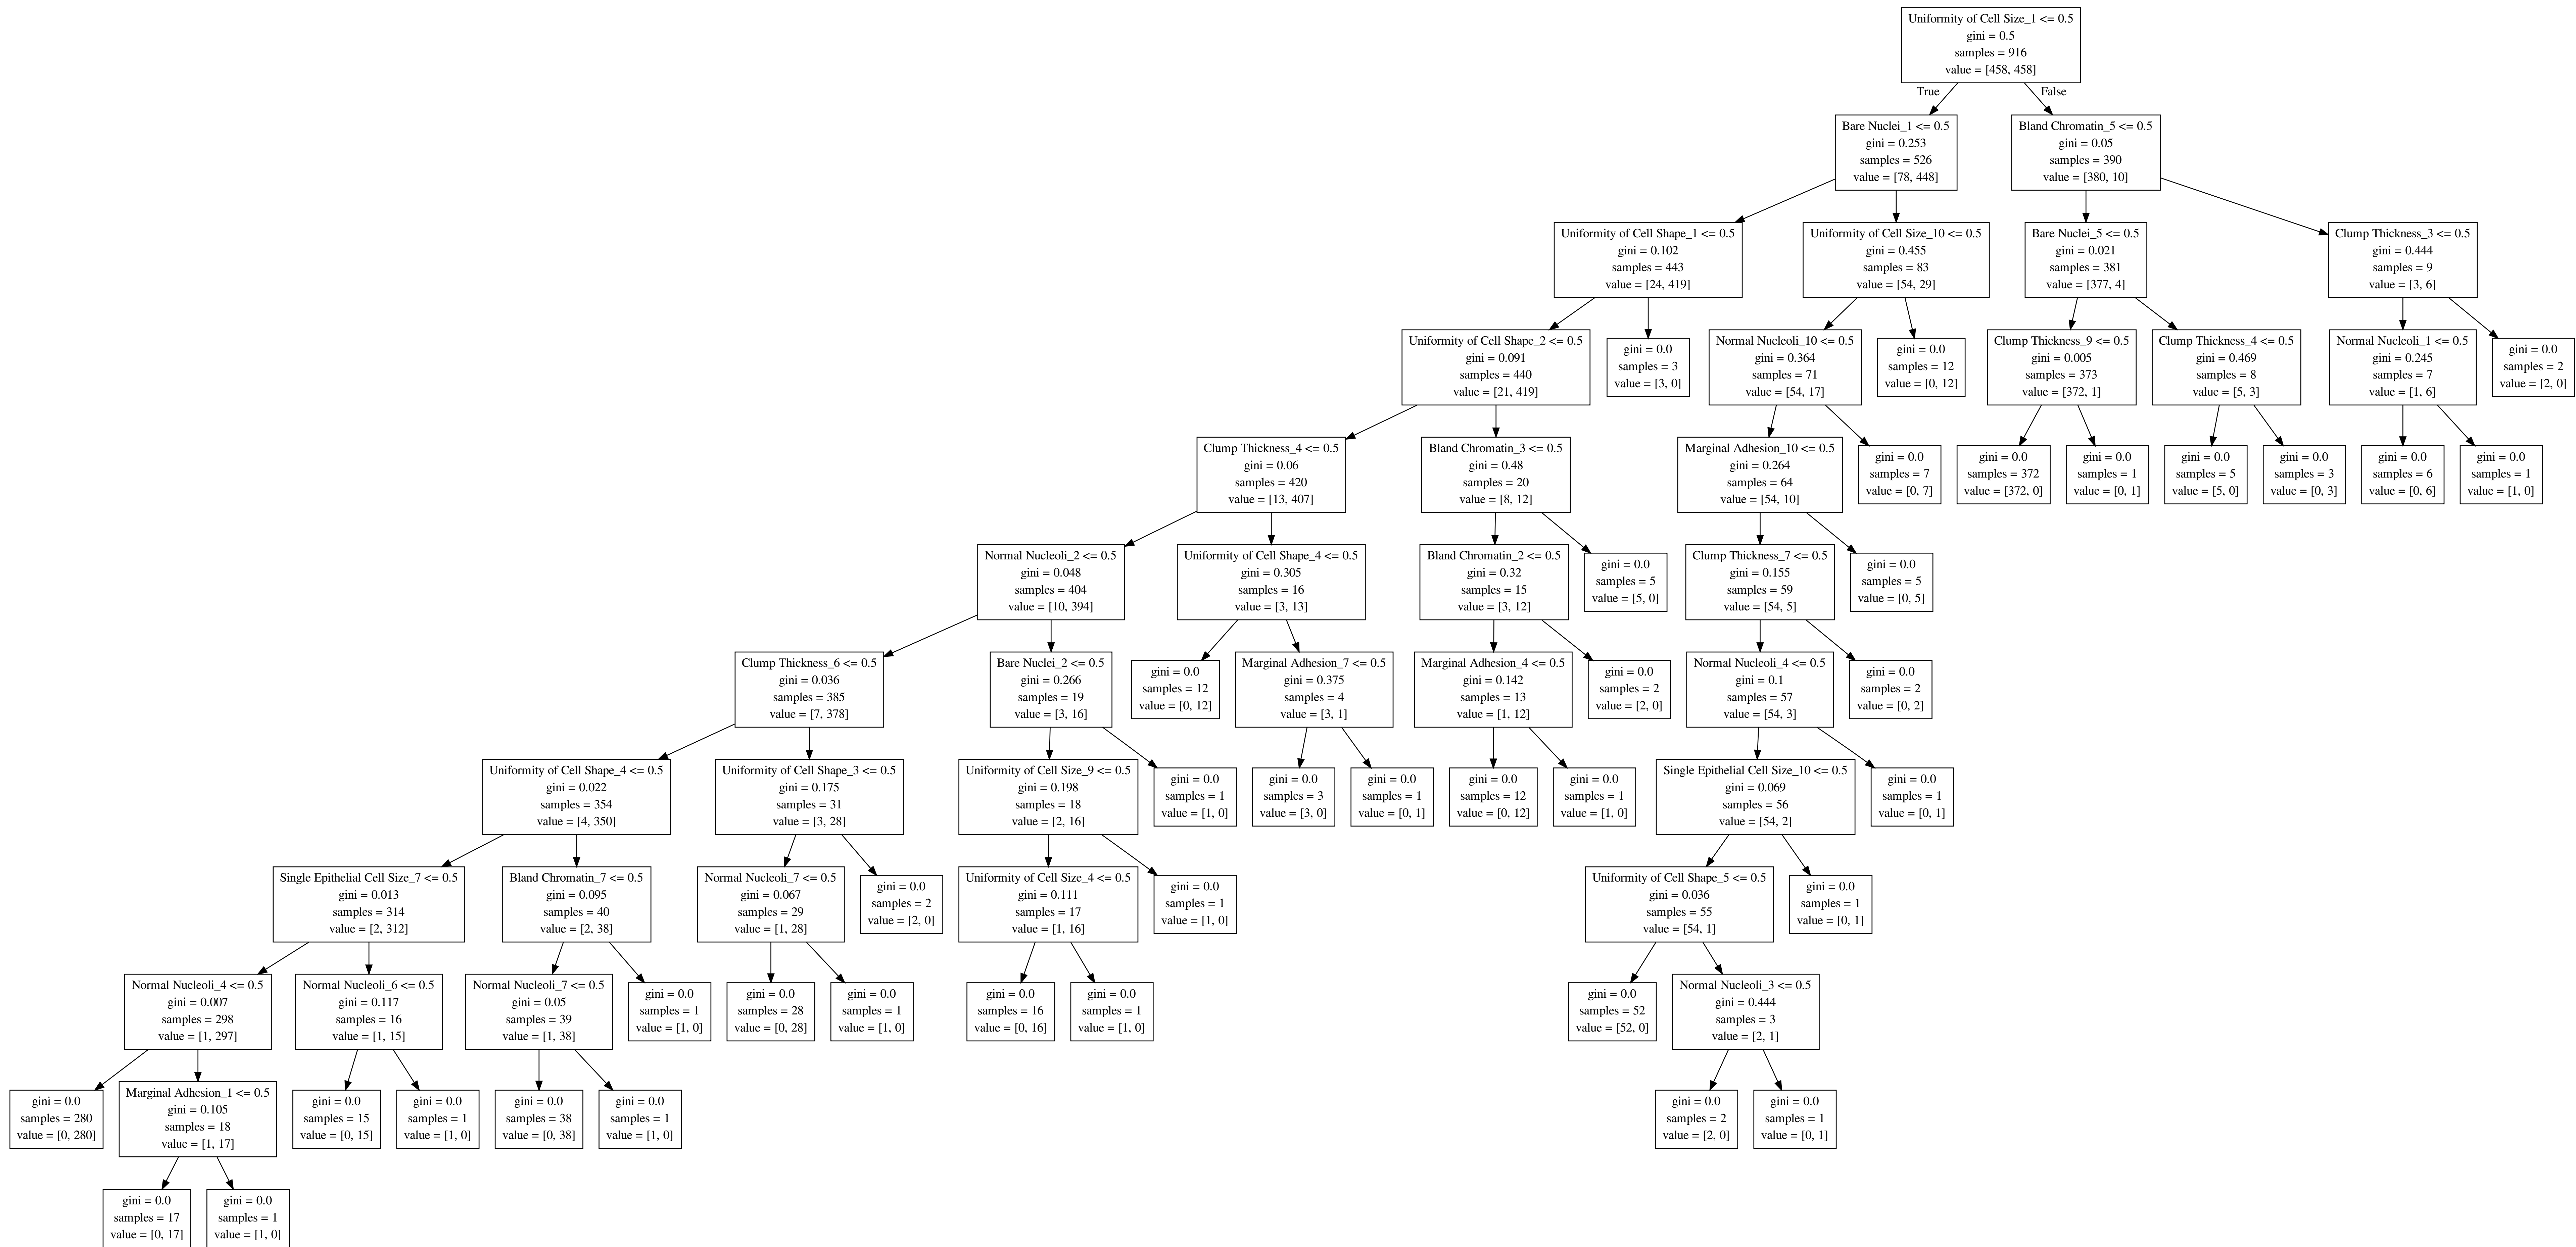 Uniformity of Cell Size_1 <= 0.5
gini = 0.5
samples = 916
value = [458, 458]
True
False
Bare Nuclei_1 <= 0.5
gini = 0.253
samples = 526
value = [78, 448]
Bland Chromatin_5 <= 0.5
gini = 0.05
samples = 390
value = [380, 10]
Uniformity of Cell Shape_1 <= 0.5
gini = 0.102
samples = 443
value = [24, 419]
Uniformity of Cell Size_10 <= 0.5
gini = 0.455
samples = 83
value = [54, 29]
Bare Nuclei_5 <= 0.5
gini = 0.021
samples = 381
value = [377, 4]
Clump Thickness_3 <= 0.5
gini = 0.444
samples = 9
value = [3, 6]
Uniformity of Cell Shape_2 <= 0.5
gini = 0.091
samples = 440
value = [21, 419]
gini = 0.0
samples = 3
value = [3, 0]
Normal Nucleoli_10 <= 0.5
gini = 0.364
samples = 71
value = [54, 17]
gini = 0.0
samples = 12
value = [0, 12]
Clump Thickness_9 <= 0.5
gini = 0.005
samples = 373
value = [372, 1]
Clump Thickness_4 <= 0.5
gini = 0.469
samples = 8
value = [5, 3]
Normal Nucleoli_1 <= 0.5
gini = 0.245
samples = 7
value = [1, 6]
gini = 0.0
samples = 2
value = [2, 0]
Clump Thickness_4 <= 0.5
gini = 0.06
samples = 420
value = [13, 407]
Bland Chromatin_3 <= 0.5
gini = 0.48
samples = 20
value = [8, 12]
Marginal Adhesion_10 <= 0.5
gini = 0.264
samples = 64
value = [54, 10]
gini = 0.0
samples = 7
value = [0, 7]
gini = 0.0
samples = 372
value = [372, 0]
gini = 0.0
samples = 1
value = [0, 1]
gini = 0.0
samples = 5
value = [5, 0]
gini = 0.0
samples = 3
value = [0, 3]
gini = 0.0
samples = 6
value = [0, 6]
gini = 0.0
samples = 1
value = [1, 0]
Normal Nucleoli_2 <= 0.5
gini = 0.048
samples = 404
value = [10, 394]
Uniformity of Cell Shape_4 <= 0.5
gini = 0.305
samples = 16
value = [3, 13]
Bland Chromatin_2 <= 0.5
gini = 0.32
samples = 15
value = [3, 12]
gini = 0.0
samples = 5
value = [5, 0]
Clump Thickness_7 <= 0.5
gini = 0.155
samples = 59
value = [54, 5]
gini = 0.0
samples = 5
value = [0, 5]
Clump Thickness_6 <= 0.5
gini = 0.036
samples = 385
value = [7, 378]
Bare Nuclei_2 <= 0.5
gini = 0.266
samples = 19
value = [3, 16]
gini = 0.0
samples = 12
value = [0, 12]
Marginal Adhesion_7 <= 0.5
gini = 0.375
samples = 4
value = [3, 1]
Marginal Adhesion_4 <= 0.5
gini = 0.142
samples = 13
value = [1, 12]
gini = 0.0
samples = 2
value = [2, 0]
Normal Nucleoli_4 <= 0.5
gini = 0.1
samples = 57
value = [54, 3]
gini = 0.0
samples = 2
value = [0, 2]
Uniformity of Cell Shape_4 <= 0.5
gini = 0.022
samples = 354
value = [4, 350]
Uniformity of Cell Shape_3 <= 0.5
gini = 0.175
samples = 31
value = [3, 28]
Uniformity of Cell Size_9 <= 0.5
gini = 0.198
samples = 18
value = [2, 16]
gini = 0.0
samples = 1
value = [1, 0]
gini = 0.0
samples = 3
value = [3, 0]
gini = 0.0
samples = 1
value = [0, 1]
gini = 0.0
samples = 12
value = [0, 12]
gini = 0.0
samples = 1
value = [1, 0]
Single Epithelial Cell Size_10 <= 0.5
gini = 0.069
samples = 56
value = [54, 2]
gini = 0.0
samples = 1
value = [0, 1]
Single Epithelial Cell Size_7 <= 0.5
gini = 0.013
samples = 314
value = [2, 312]
Bland Chromatin_7 <= 0.5
gini = 0.095
samples = 40
value = [2, 38]
Normal Nucleoli_7 <= 0.5
gini = 0.067
samples = 29
value = [1, 28]
gini = 0.0
samples = 2
value = [2, 0]
Uniformity of Cell Size_4 <= 0.5
gini = 0.111
samples = 17
value = [1, 16]
gini = 0.0
samples = 1
value = [1, 0]
Uniformity of Cell Shape_5 <= 0.5
gini = 0.036
samples = 55
value = [54, 1]
gini = 0.0
samples = 1
value = [0, 1]
Normal Nucleoli_4 <= 0.5
gini = 0.007
samples = 298
value = [1, 297]
Normal Nucleoli_6 <= 0.5
gini = 0.117
samples = 16
value = [1, 15]
Normal Nucleoli_7 <= 0.5
gini = 0.05
samples = 39
value = [1, 38]
gini = 0.0
samples = 1
value = [1, 0]
gini = 0.0
samples = 28
value = [0, 28]
gini = 0.0
samples = 1
value = [1, 0]
gini = 0.0
samples = 16
value = [0, 16]
gini = 0.0
samples = 1
value = [1, 0]
gini = 0.0
samples = 52
value = [52, 0]
Normal Nucleoli_3 <= 0.5
gini = 0.444
samples = 3
value = [2, 1]
gini = 0.0
samples = 280
value = [0, 280]
Marginal Adhesion_1 <= 0.5
gini = 0.105
samples = 18
value = [1, 17]
gini = 0.0
samples = 15
value = [0, 15]
gini = 0.0
samples = 1
value = [1, 0]
gini = 0.0
samples = 38
value = [0, 38]
gini = 0.0
samples = 1
value = [1, 0]
gini = 0.0
samples = 2
value = [2, 0]
gini = 0.0
samples = 1
value = [0, 1]
gini = 0.0
samples = 17
value = [0, 17]
gini = 0.0
samples = 1
value = [1, 0]